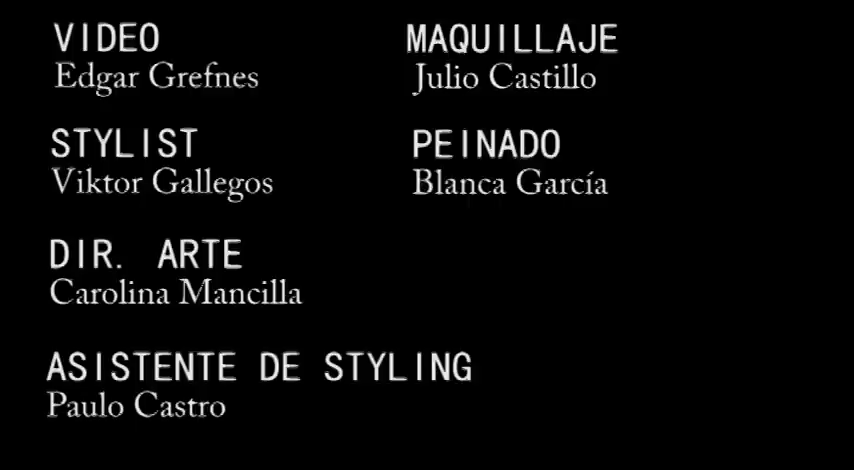 VIDEO
Edgar Grefnes
STYLIST
Viktor Gallegos
DIR. ARTE
Carolina Mancilla
ASISTENTE DE STYLING
Paulo Castro
MAQUILLAJE
Julio Castillo
PEINADO
Blanca García